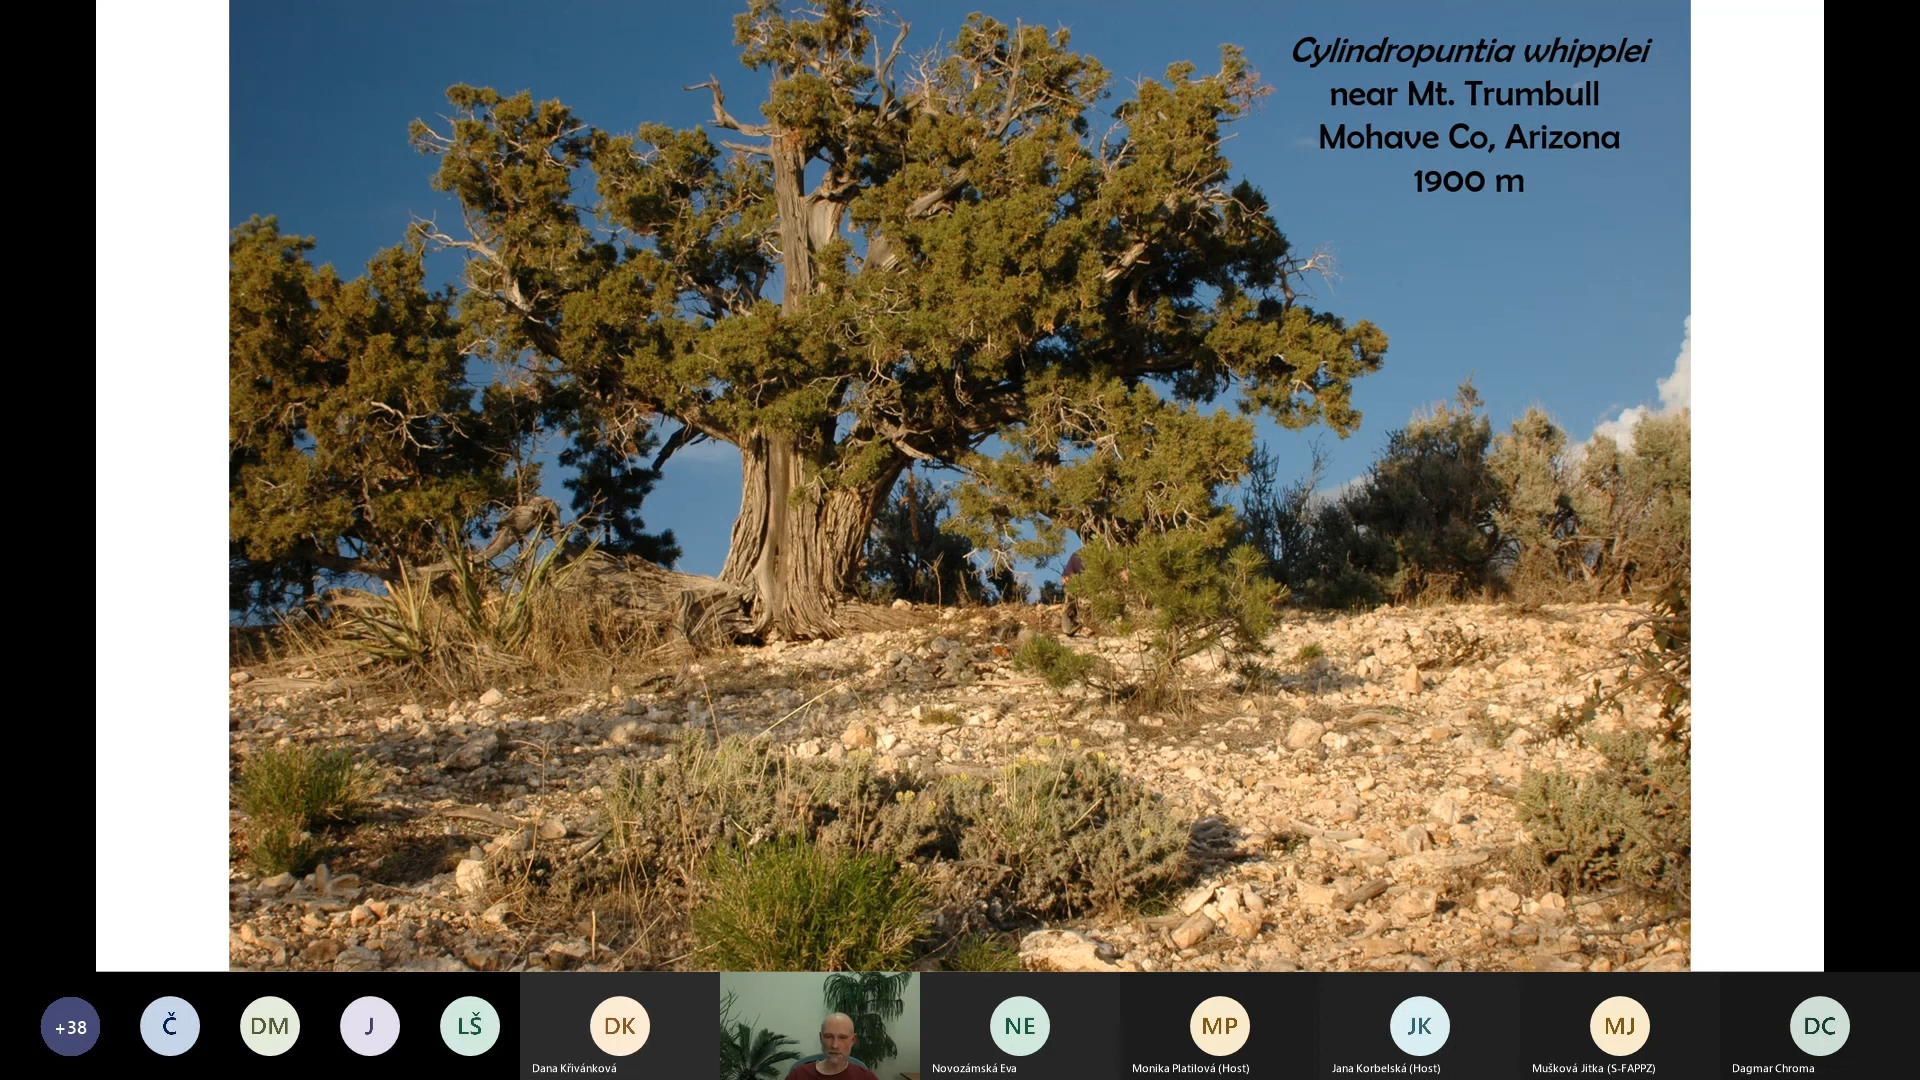 Cylindropuntia whipplei
near Mt. Trumbull
Mohave Co, Arizona
1900 m
+38
Č
DM
J
LŠ
DK
NE
MP
JK
MJ
DC
Dana Křivánková
Novozámská Eva
Monika Platilová (Host)
Jana Korbelská (Host)
Mušková Jitka (S-FAPPZ)
Dagmar Chroma